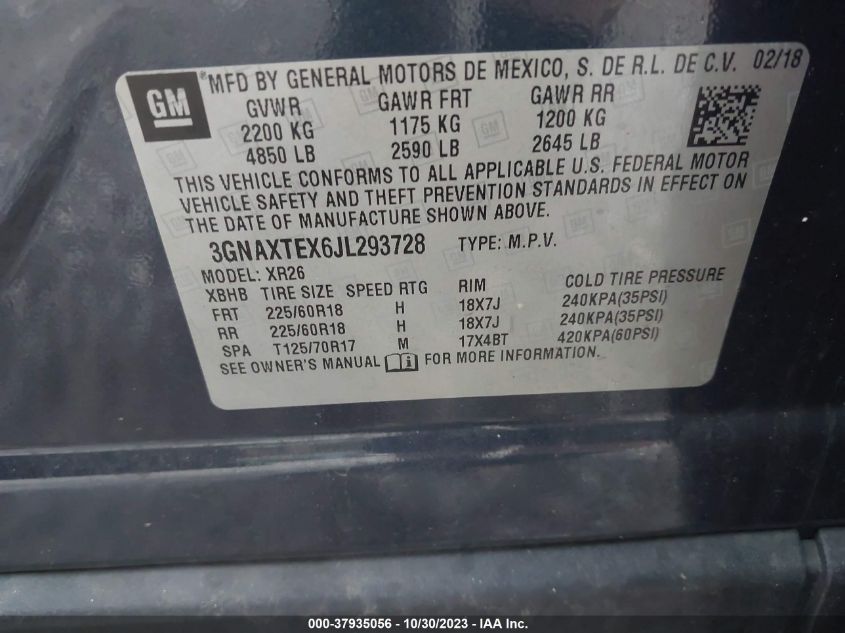 GM ® MFD BY GENERAL MOTORS DE MEXICO, S. DE R.L. DE C.V. 02/18
GVWR GAWR FRT GAWR RR
2200 KG 1175 KG 1200 KG
4850 LB 2590 LB 2645 LB
THIS VEHICLE CONFORMS TO ALL APPLICABLE U.S. FEDERAL MOTOR
VEHICLE SAFETY AND THEFT PREVENTION STANDARDS IN EFFECT ON
THE DATE OF MANUFACTURE SHOWN ABOVE.
3GNAXTEX6JL293728 TYPE: M.P.V.
MODEL: XR26
XBHB TIRE SIZE SPEED RTG RIM COLD TIRE PRESSURE
FRT 225/60R18 H 18X7J 240KPA(35PSI)
RR 225/60R18 H 18X7J 240KPA(35PSI)
SPA T125/70R17 M 17X4BT 420KPA(60PSI)
SEE OWNER'S MANUAL i FOR MORE INFORMATION.
000-37935056 - 10/30/2023 - IAA Inc.